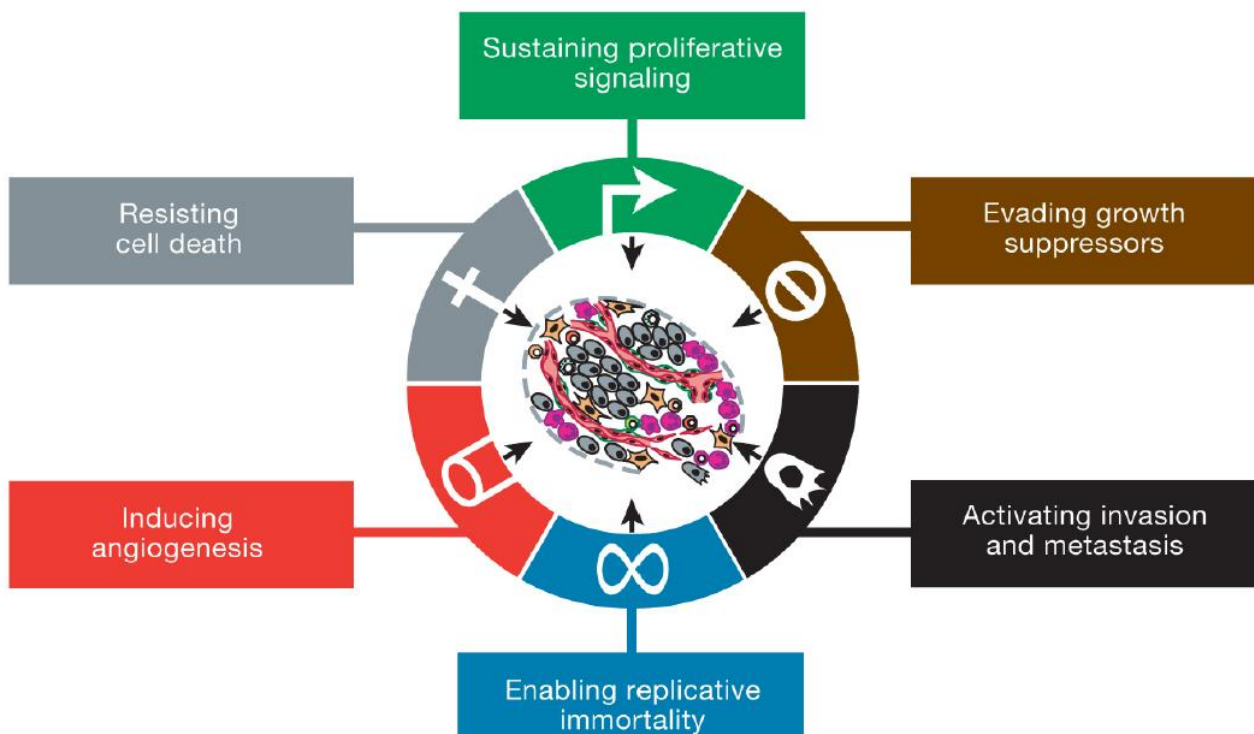 Sustaining proliferative
signaling
Resisting
cell death
Evading growth
suppressors
Inducing
angiogenesis
Activating invasion
and metastasis
Enabling replicative
immortality